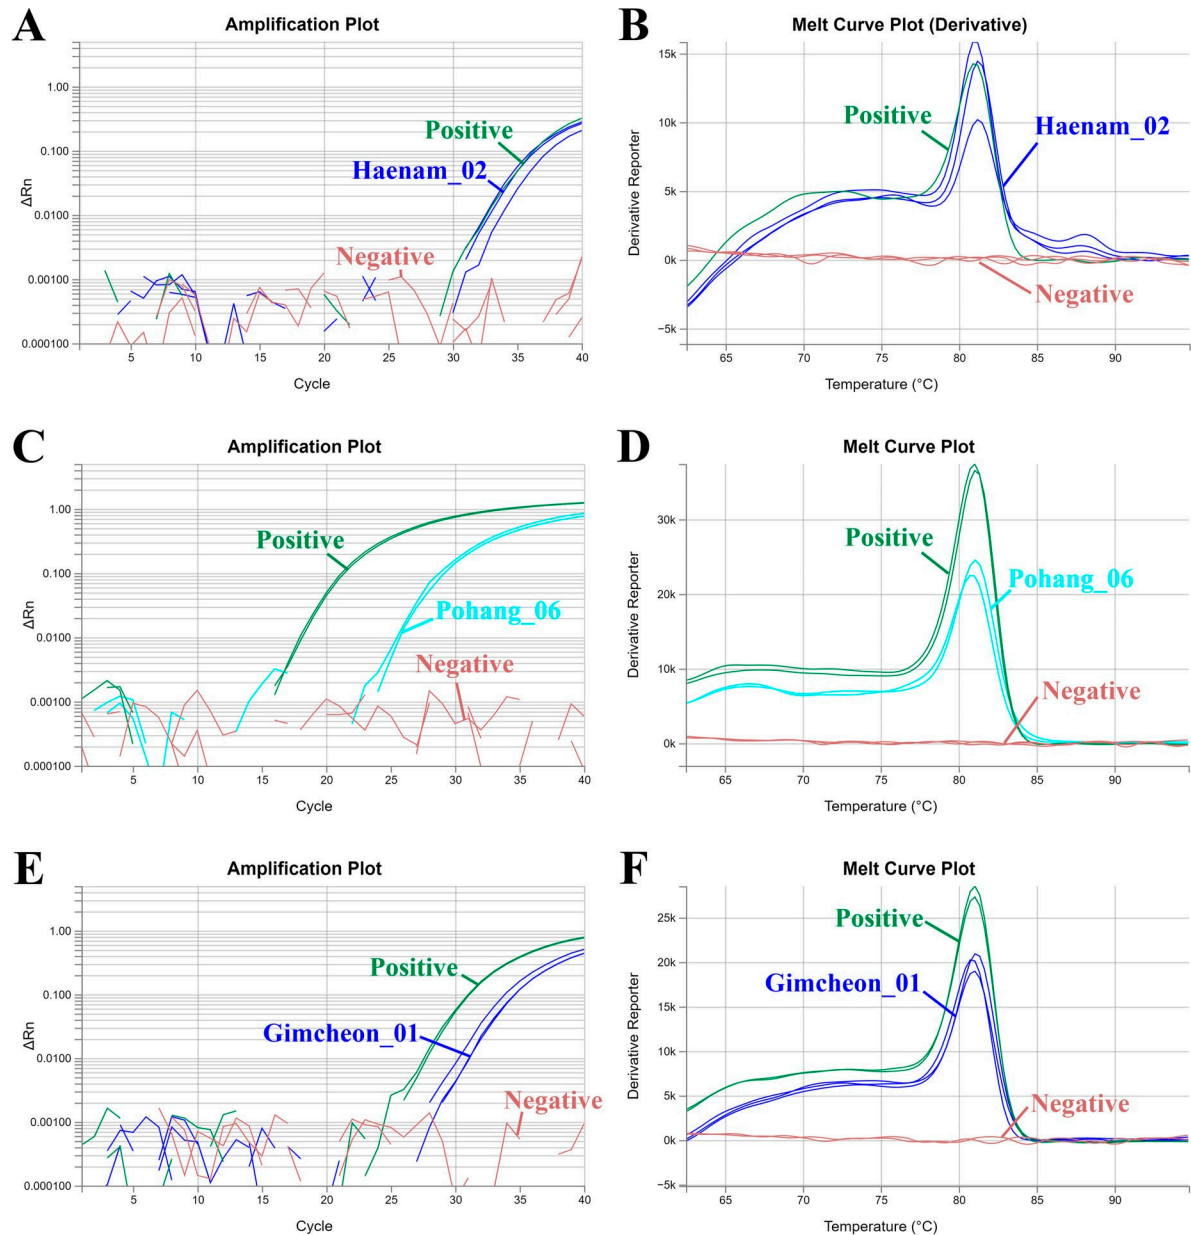 A
Amplification Plot
ΔRn
1.00
0.100
0.0100
0.00100
0.000100
Positive
Haenam_02
Negative
5 10 15 20 25 30 35 40
Cycle
B
Melt Curve Plot (Derivative)
Derivative Reporter
15k
10k
5k
0k
−5k
Positive
Haenam_02
Negative
65 70 75 80 85 90
Temperature (°C)
C
Amplification Plot
ΔRn
1.00
0.100
0.0100
0.00100
0.000100
Positive
Pohang_06
Negative
5 10 15 20 25 30 35 40
Cycle
D
Melt Curve Plot
Derivative Reporter
30k
20k
10k
0k
Positive
Pohang_06
Negative
65 70 75 80 85 90
Temperature (°C)
E
Amplification Plot
ΔRn
1.00
0.100
0.0100
0.00100
0.000100
Positive
Gimcheon_01
Negative
5 10 15 20 25 30 35 40
Cycle
F
Melt Curve Plot
Derivative Reporter
25k
20k
15k
10k
5k
0k
−5k
Positive
Gimcheon_01
Negative
65 70 75 80 85 90
Temperature (°C)